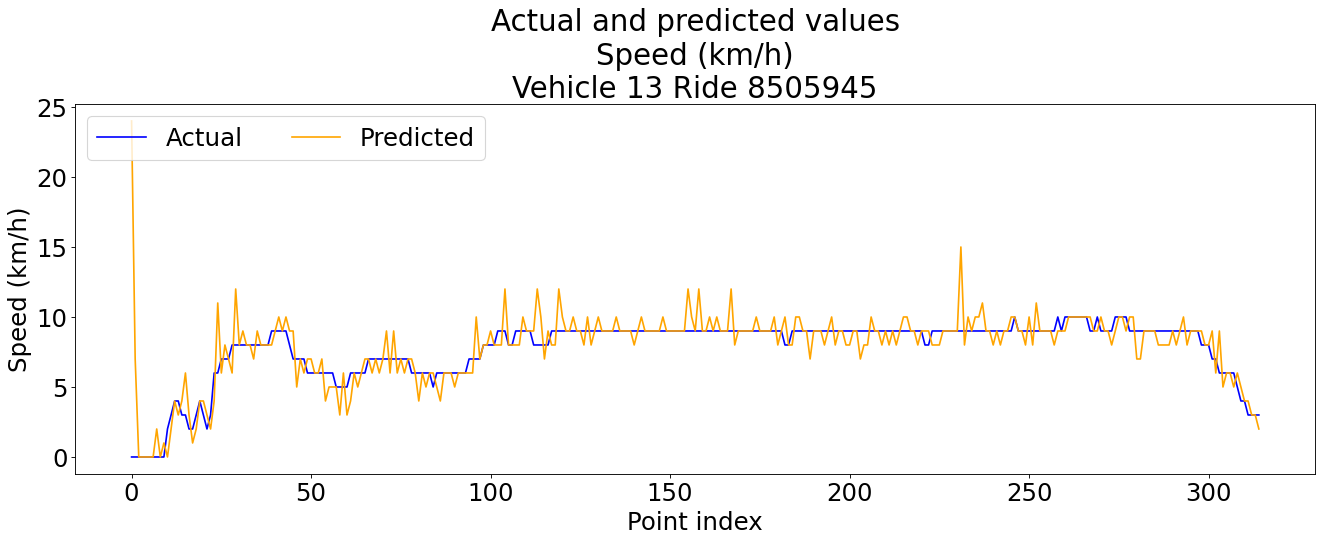 Actual and predicted values
Speed (km/h)
Vehicle 13 Ride 8505945
25
20
15
10
5
0
Speed (km/h)
Actual
Predicted
0
50
100
150
200
250
300
Point index